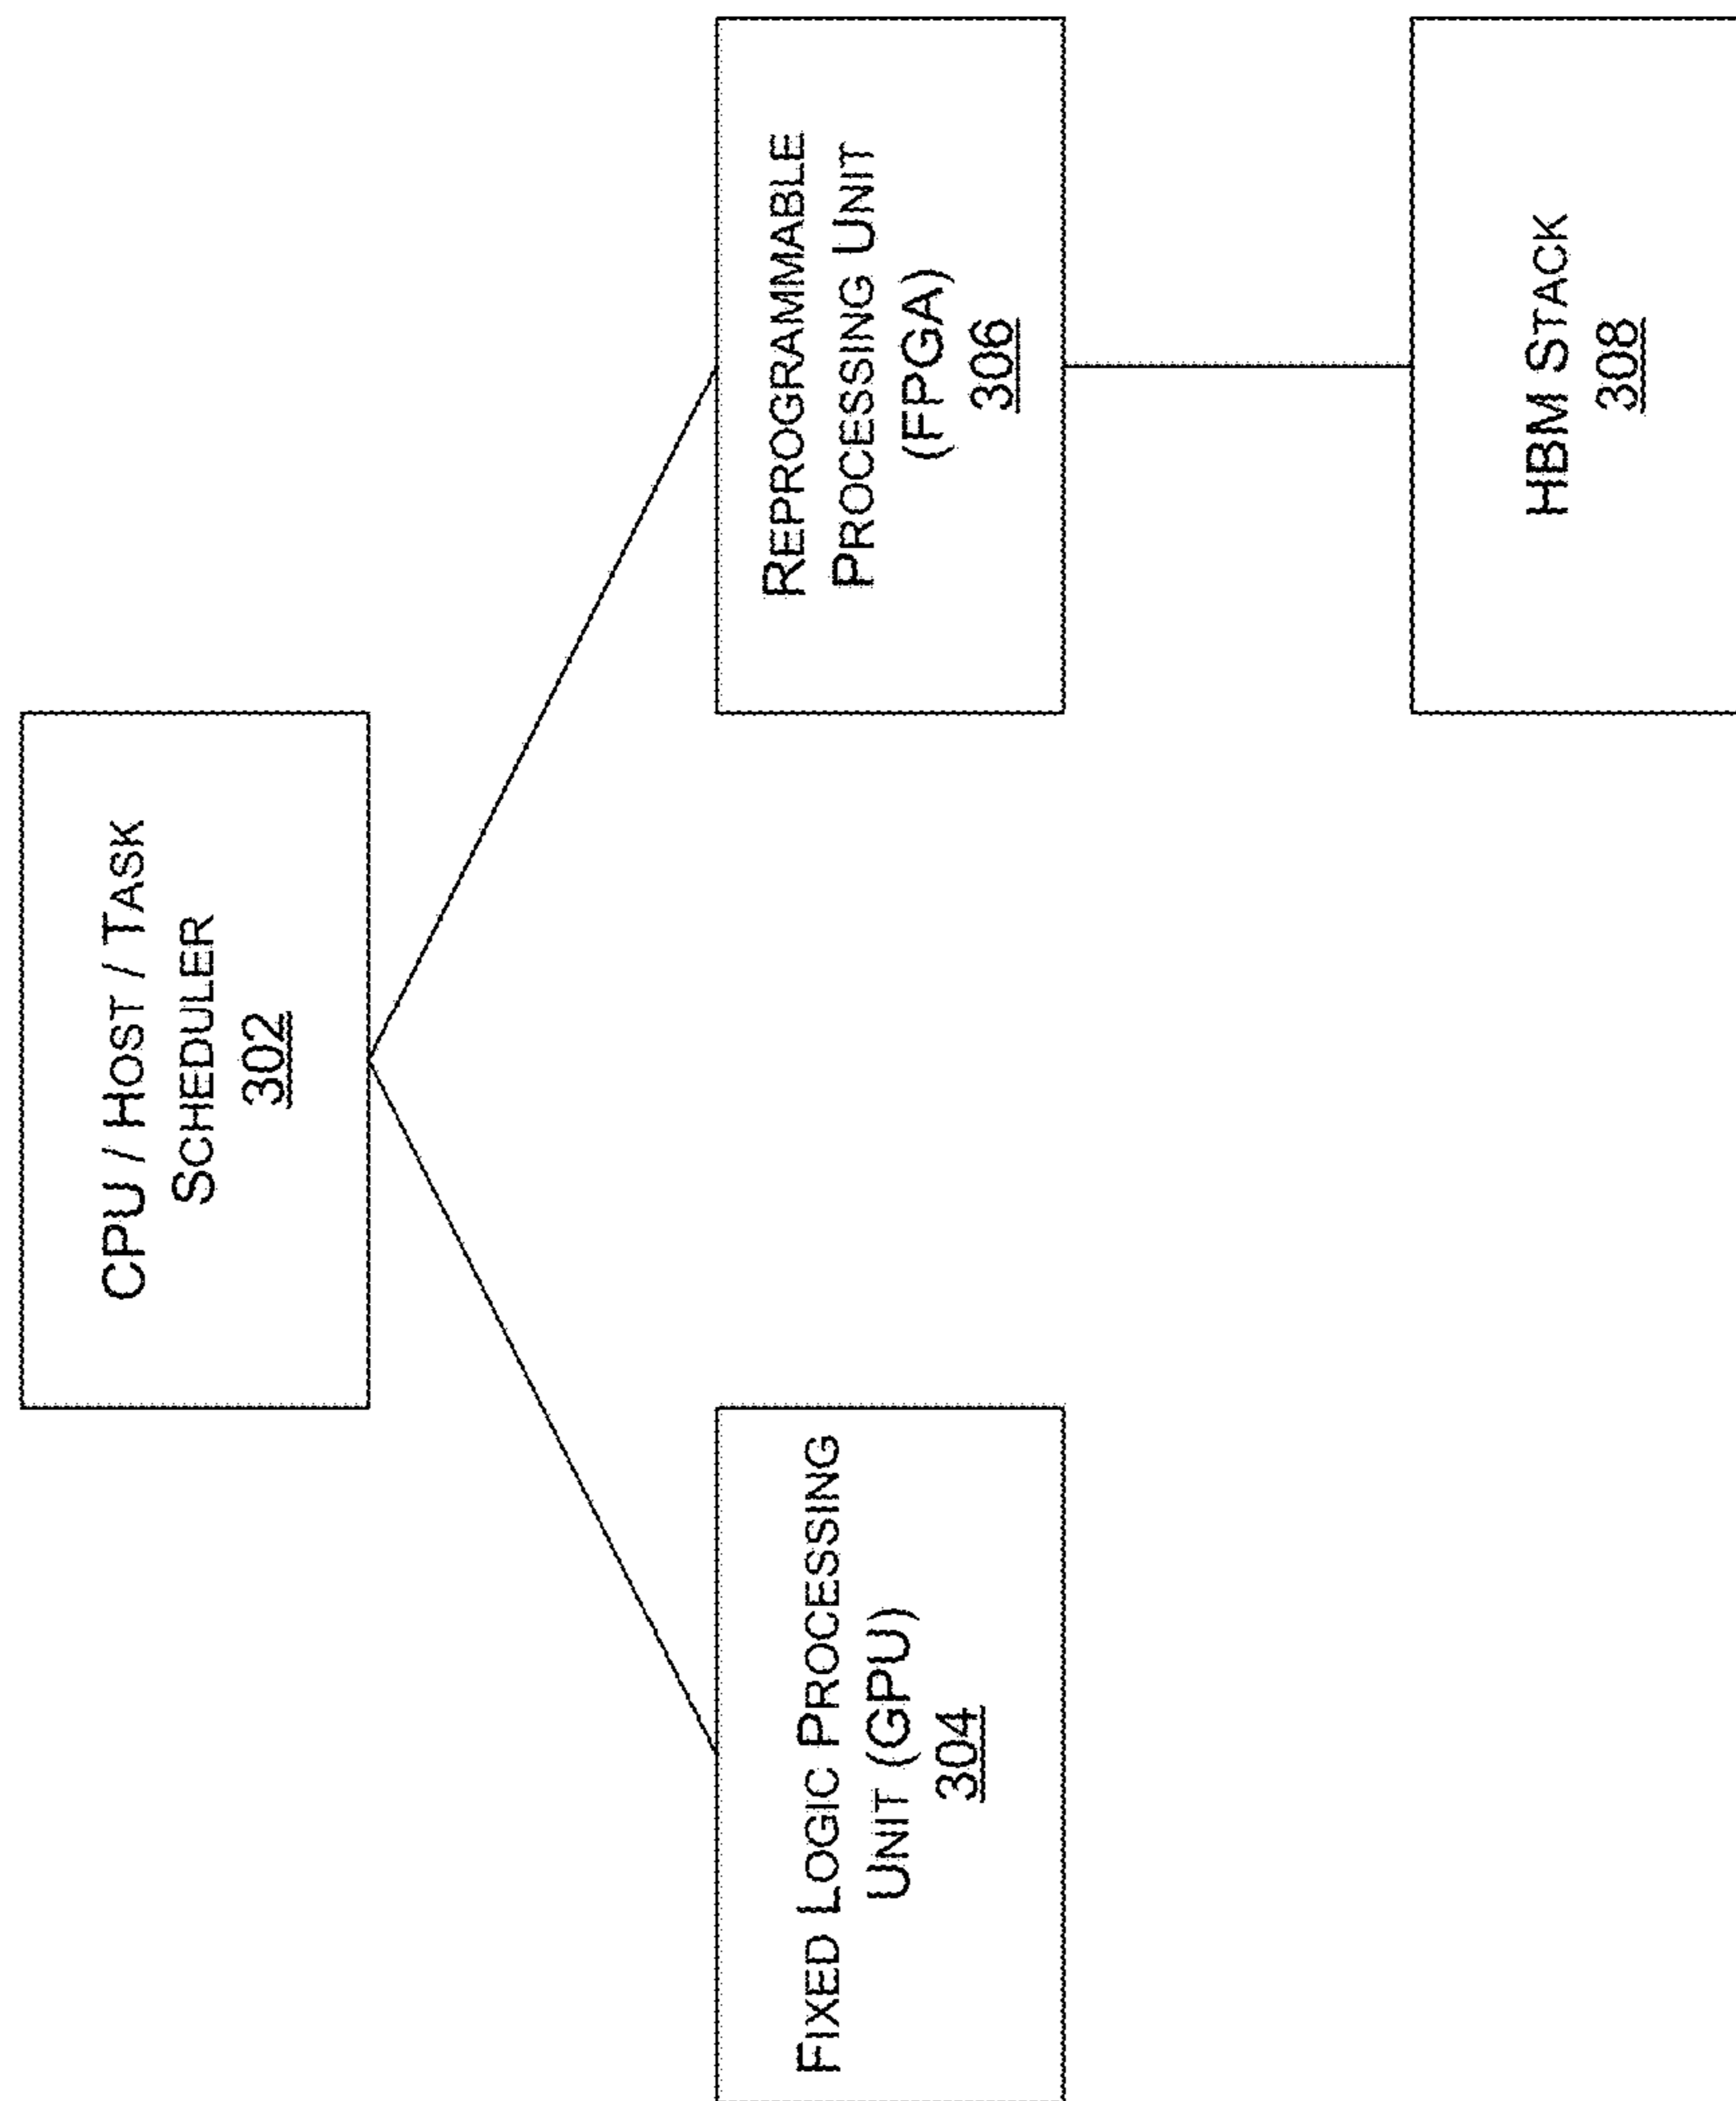 CPU / HOST / TASK
SCHEDULER
302
FIXED LOGIC PROCESSING
UNIT (GPU)
304
REPROGRAMMABLE
PROCESSING UNIT
(FPGA)
306
HBM STACK
308